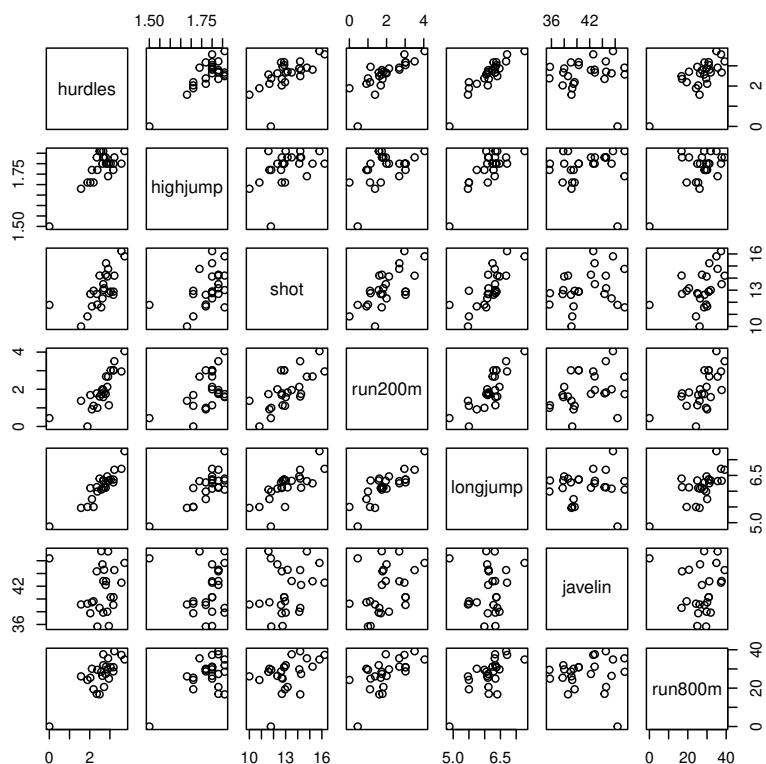 1.50 1.75 0 2 4 36 42
hurdles 0 2
1.50 1.75 highjump
shot 10 13 16
0 2 4 run200m
longjump 5.0 6.5
36 42 javelin
run800m 0 20 40
0 2 10 13 16 5.0 6.5 0 20 40